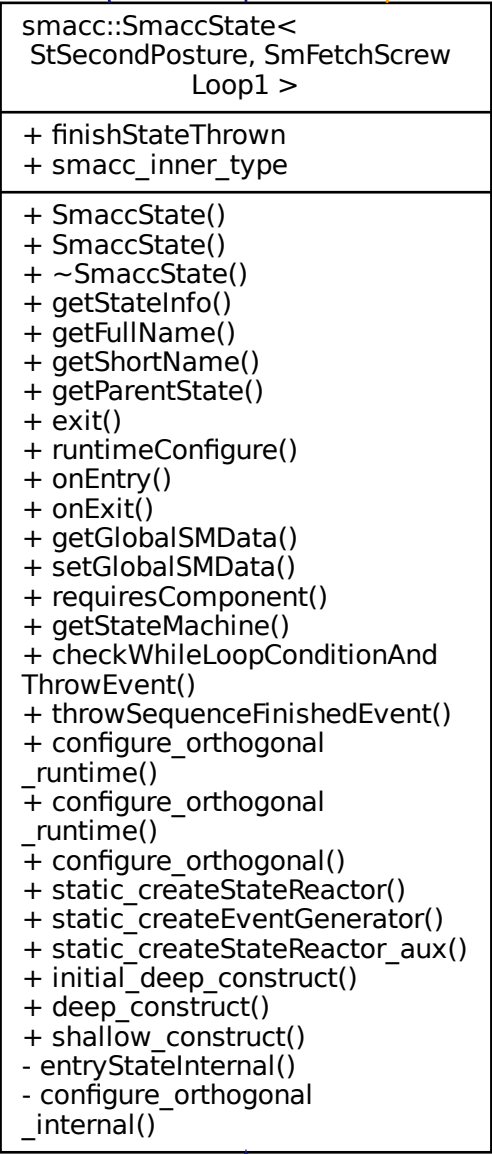 smacc::SmaccState<
StSecondPosture, SmFetchScrew
Loop1 >
+ finishStateThrown
+ smacc_inner_type
+ SmaccState()
+ SmaccState()
+ ~SmaccState()
+ getStateInfo()
+ getFullName()
+ getShortName()
+ getParentState()
+ exit()
+ runtimeConfigure()
+ onEntry()
+ onExit()
+ getGlobalSMData()
+ setGlobalSMData()
+ requiresComponent()
+ getStateMachine()
+ checkWhileLoopConditionAnd
ThrowEvent()
+ throwSequenceFinishedEvent()
+ configure_orthogonal
_runtime()
+ configure_orthogonal
_runtime()
+ configure_orthogonal()
+ static_createStateReactor()
+ static_createEventGenerator()
+ static_createStateReactor_aux()
+ initial_deep_construct()
+ deep_construct()
+ shallow_construct()
- entryStateInternal()
- configure_orthogonal
_internal()